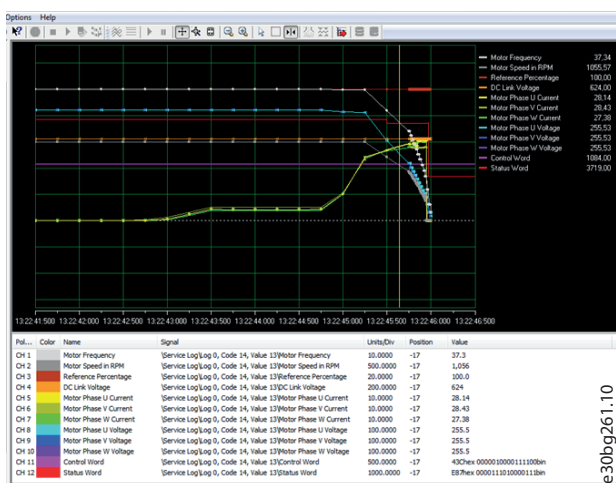 Options Help
Motor Frequency 37,34
Motor Speed in RPM 1055,57
Reference Percentage 100,00
DC Link Voltage 624,00
Motor Phase U Current 28,14
Motor Phase V Current 28,43
Motor Phase W Current 27,38
Motor Phase U Voltage 255,53
Motor Phase V Voltage 255,53
Motor Phase W Voltage 255,53
Control Word 1084,00
Status Word 3719,00
13:22:41.500 13:22:42.000 13:22:42.500 13:22:43.000 13:22:43.500 13:22:44.000 13:22:44.500 13:22:45.000 13:22:45.500 13:22:46.000 13:22:46.500
Pol... Color Name Signal Units/Div Position Value
CH 1 Motor Frequency \Service Log\Log 0, Code 14, Value 13\Motor Frequency 10.0000 -17 37.3
CH 2 Motor Speed in RPM \Service Log\Log 0, Code 14, Value 13\Motor Speed in RPM 500.0000 -17 1,056
CH 3 Reference Percentage \Service Log\Log 0, Code 14, Value 13\Reference Percentage 20.0000 -17 100.0
CH 4 DC Link Voltage \Service Log\Log 0, Code 14, Value 13\DC Link Voltage 200.0000 -17 624
CH 5 Motor Phase U Current \Service Log\Log 0, Code 14, Value 13\Motor Phase U Current 10.0000 -17 28.14
CH 6 Motor Phase V Current \Service Log\Log 0, Code 14, Value 13\Motor Phase V Current 10.0000 -17 28.43
CH 7 Motor Phase W Current \Service Log\Log 0, Code 14, Value 13\Motor Phase W Current 10.0000 -17 27.38
CH 8 Motor Phase U Voltage \Service Log\Log 0, Code 14, Value 13\Motor Phase U Voltage 100.0000 -17 255.5
CH 9 Motor Phase V Voltage \Service Log\Log 0, Code 14, Value 13\Motor Phase V Voltage 100.0000 -17 255.5
CH 10 Motor Phase W Voltage \Service Log\Log 0, Code 14, Value 13\Motor Phase W Voltage 100.0000 -17 255.5
CH 11 Control Word \Service Log\Log 0, Code 14, Value 13\Control Word 500.0000 -17 43Chex 0000010000111100bin
CH 12 Status Word \Service Log\Log 0, Code 14, Value 13\Status Word 1000.0000 -17 E87hex 0000111010000111bin
e30bg261.10